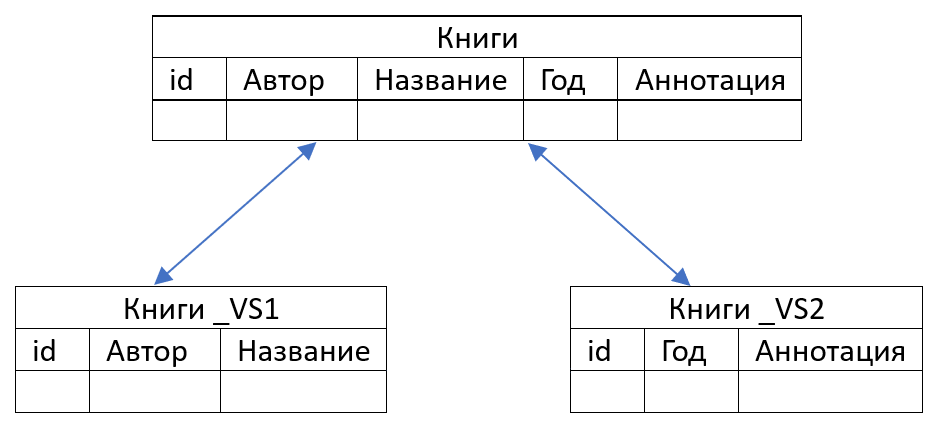 Книги
id Автор Название Год Аннотация
Книги _VS1
id Автор Название
Книги _VS2
id Год Аннотация